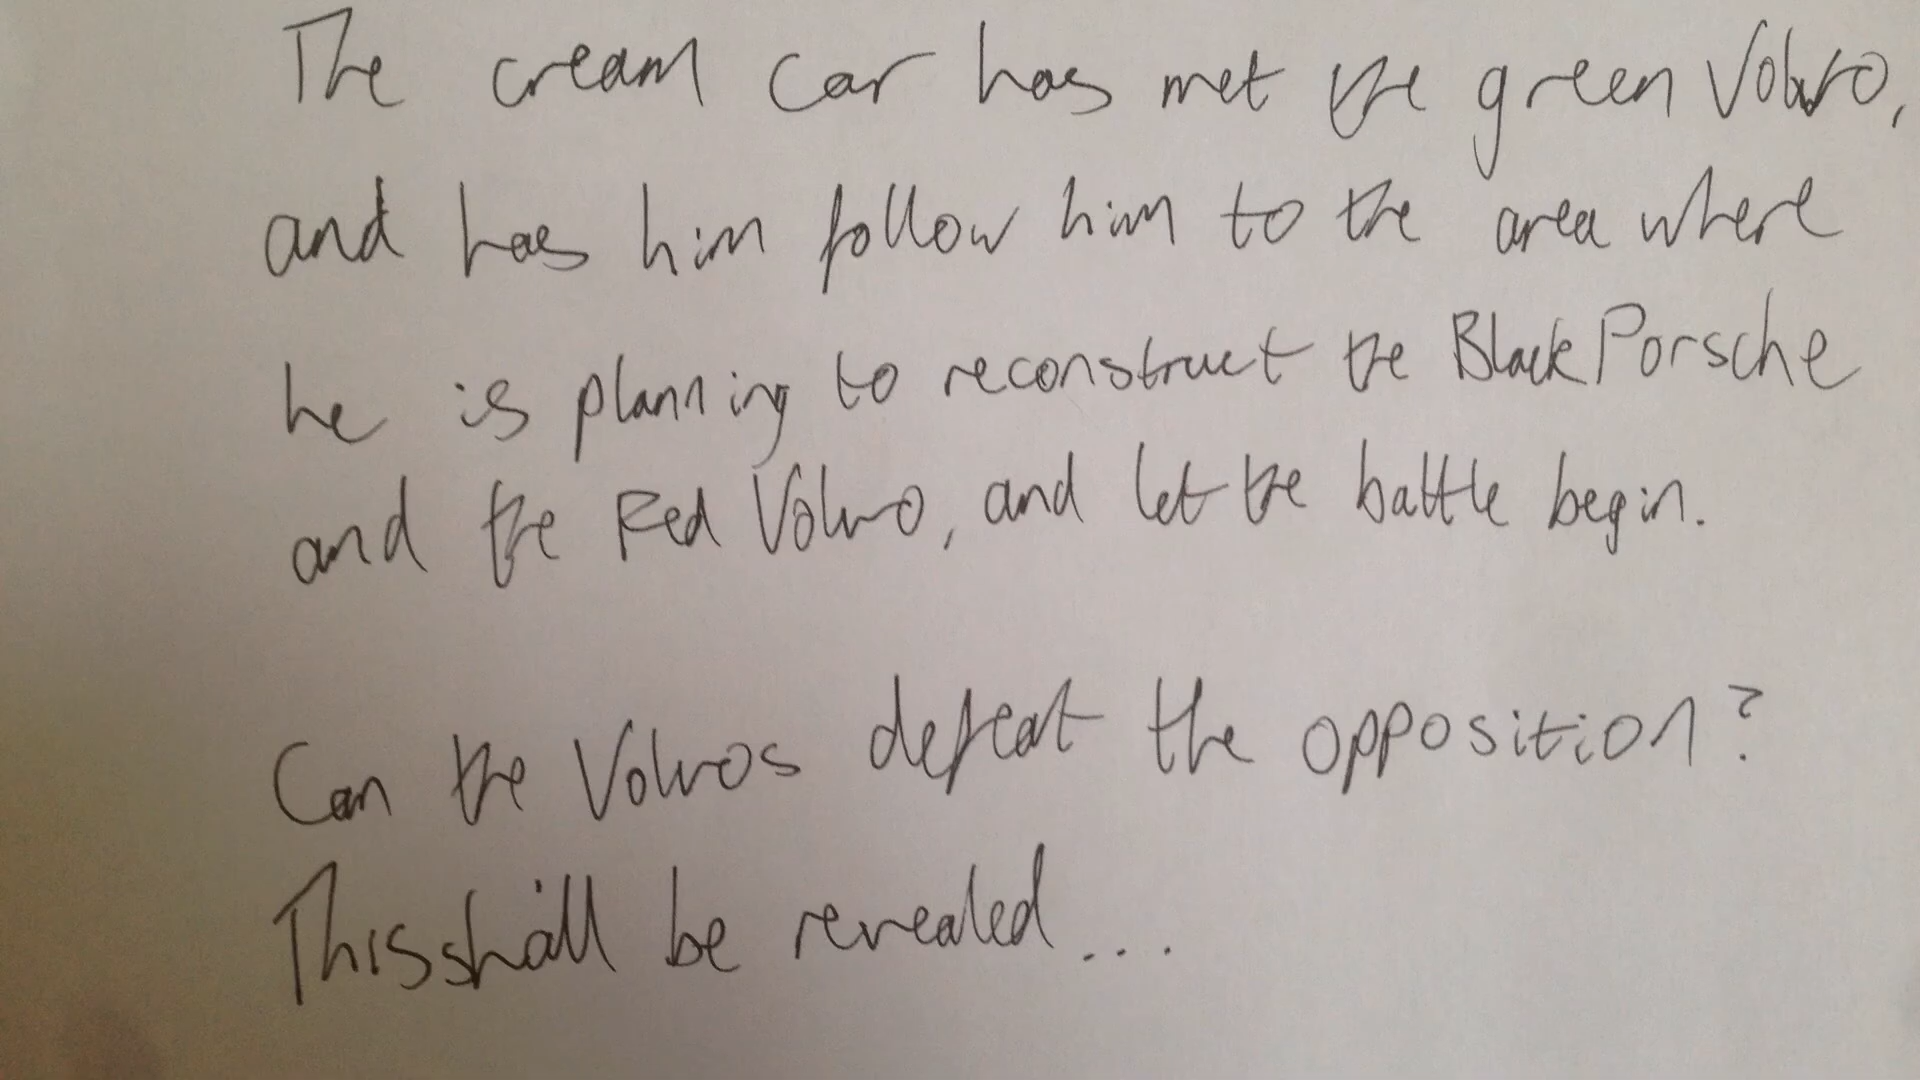 The cream car has met the green Volvo,
and has him follow him to the area where
he is planning to reconstruct the Black Porsche
and the Red Volvo, and let the battle begin.
Can the Volvos defeat the opposition?
This shall be revealed....